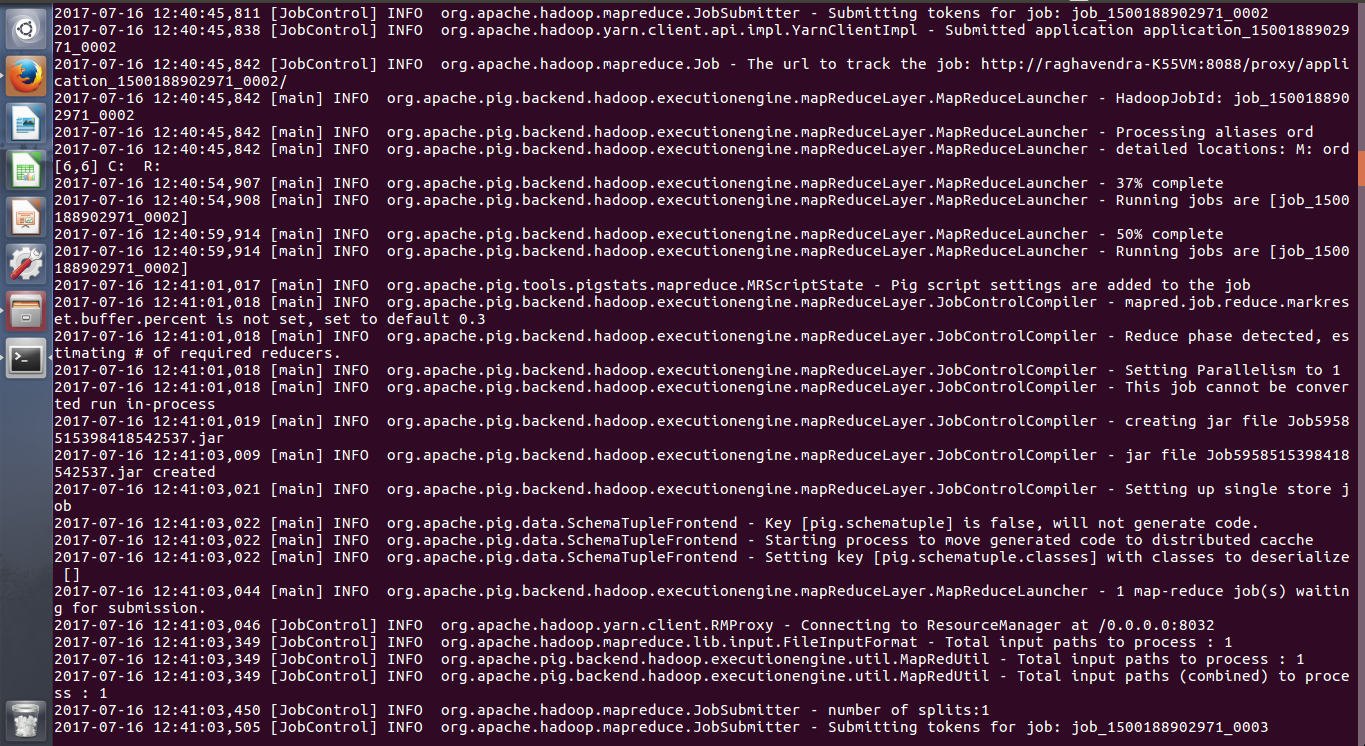 2017-07-16 12:40:45,811 [JobControl] INFO  org.apache.hadoop.mapreduce.JobSubmitter - Submitting tokens for job: job_1500188902971_0002
2017-07-16 12:40:45,838 [JobControl] INFO  org.apache.hadoop.yarn.client.api.impl.YarnClientImpl - Submitted application application_15001889029
71_0002
2017-07-16 12:40:45,842 [JobControl] INFO  org.apache.hadoop.mapreduce.Job - The url to track the job: http://raghavendra-K55VM:8088/proxy/appli
cation_1500188902971_0002/
2017-07-16 12:40:45,842 [main] INFO  org.apache.pig.backend.hadoop.executionengine.mapReduceLayer.MapReduceLauncher - HadoopJobId: job_150018890
2971_0002
2017-07-16 12:40:45,842 [main] INFO  org.apache.pig.backend.hadoop.executionengine.mapReduceLayer.MapReduceLauncher - Processing aliases ord
2017-07-16 12:40:45,842 [main] INFO  org.apache.pig.backend.hadoop.executionengine.mapReduceLayer.MapReduceLauncher - detailed locations: M: ord
[6,6] C:  R:
2017-07-16 12:40:54,907 [main] INFO  org.apache.pig.backend.hadoop.executionengine.mapReduceLayer.MapReduceLauncher - 37% complete
2017-07-16 12:40:54,908 [main] INFO  org.apache.pig.backend.hadoop.executionengine.mapReduceLayer.MapReduceLauncher - Running jobs are [job_1500
188902971_0002]
2017-07-16 12:40:59,914 [main] INFO  org.apache.pig.backend.hadoop.executionengine.mapReduceLayer.MapReduceLauncher - 50% complete
2017-07-16 12:40:59,914 [main] INFO  org.apache.pig.backend.hadoop.executionengine.mapReduceLayer.MapReduceLauncher - Running jobs are [job_1500
188902971_0002]
2017-07-16 12:41:01,017 [main] INFO  org.apache.pig.tools.pigstats.mapreduce.MRScriptState - Pig script settings are added to the job
2017-07-16 12:41:01,018 [main] INFO  org.apache.pig.backend.hadoop.executionengine.mapReduceLayer.JobControlCompiler - mapred.job.reduce.markres
et.buffer.percent is not set, set to default 0.3
2017-07-16 12:41:01,018 [main] INFO  org.apache.pig.backend.hadoop.executionengine.mapReduceLayer.JobControlCompiler - Reduce phase detected, es
timating # of required reducers.
2017-07-16 12:41:01,018 [main] INFO  org.apache.pig.backend.hadoop.executionengine.mapReduceLayer.JobControlCompiler - Setting Parallelism to 1
2017-07-16 12:41:01,018 [main] INFO  org.apache.pig.backend.hadoop.executionengine.mapReduceLayer.JobControlCompiler - This job cannot be conver
ted run in-process
2017-07-16 12:41:01,019 [main] INFO  org.apache.pig.backend.hadoop.executionengine.mapReduceLayer.JobControlCompiler - creating jar file Job5958
515398418542537.jar
2017-07-16 12:41:03,009 [main] INFO  org.apache.pig.backend.hadoop.executionengine.mapReduceLayer.JobControlCompiler - jar file Job5958515398418
542537.jar created
2017-07-16 12:41:03,021 [main] INFO  org.apache.pig.backend.hadoop.executionengine.mapReduceLayer.JobControlCompiler - Setting up single store j
ob
2017-07-16 12:41:03,022 [main] INFO  org.apache.pig.data.SchemaTupleFrontend - Key [pig.schematuple] is false, will not generate code.
2017-07-16 12:41:03,022 [main] INFO  org.apache.pig.data.SchemaTupleFrontend - Starting process to move generated code to distributed cacche
2017-07-16 12:41:03,022 [main] INFO  org.apache.pig.data.SchemaTupleFrontend - Setting key [pig.schematuple.classes] with classes to deserialize
 []
2017-07-16 12:41:03,044 [main] INFO  org.apache.pig.backend.hadoop.executionengine.mapReduceLayer.MapReduceLauncher - 1 map-reduce job(s) waitin
g for submission.
2017-07-16 12:41:03,046 [JobControl] INFO  org.apache.hadoop.yarn.client.RMProxy - Connecting to ResourceManager at /0.0.0.0:8032
2017-07-16 12:41:03,349 [JobControl] INFO  org.apache.hadoop.mapreduce.lib.input.FileInputFormat - Total input paths to process : 1
2017-07-16 12:41:03,349 [JobControl] INFO  org.apache.pig.backend.hadoop.executionengine.util.MapRedUtil - Total input paths to process : 1
2017-07-16 12:41:03,349 [JobControl] INFO  org.apache.pig.backend.hadoop.executionengine.util.MapRedUtil - Total input paths (combined) to proce
ss : 1
2017-07-16 12:41:03,450 [JobControl] INFO  org.apache.hadoop.mapreduce.JobSubmitter - number of splits:1
2017-07-16 12:41:03,505 [JobControl] INFO  org.apache.hadoop.mapreduce.JobSubmitter - Submitting tokens for job: job_1500188902971_0003